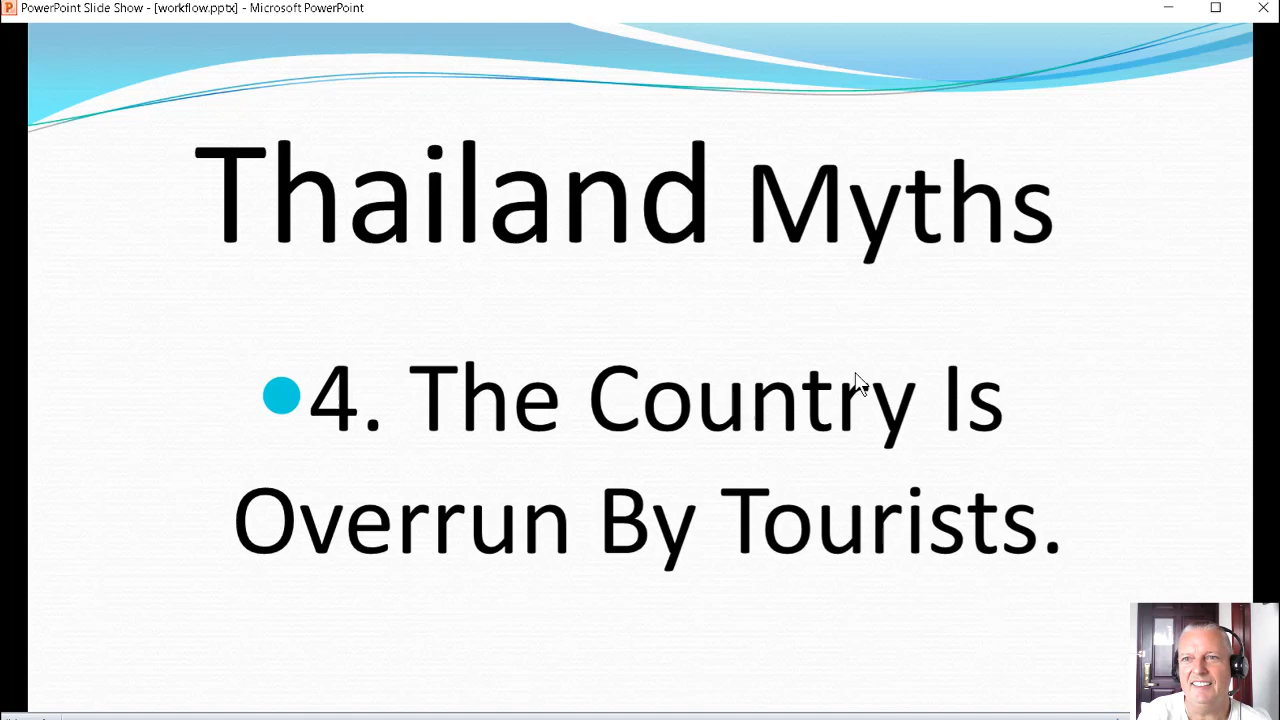 PowerPoint Slide Show - [workflow.pptx] - Microsoft PowerPoint
Thailand Myths
4. The Country Is
Overrun By Tourists.